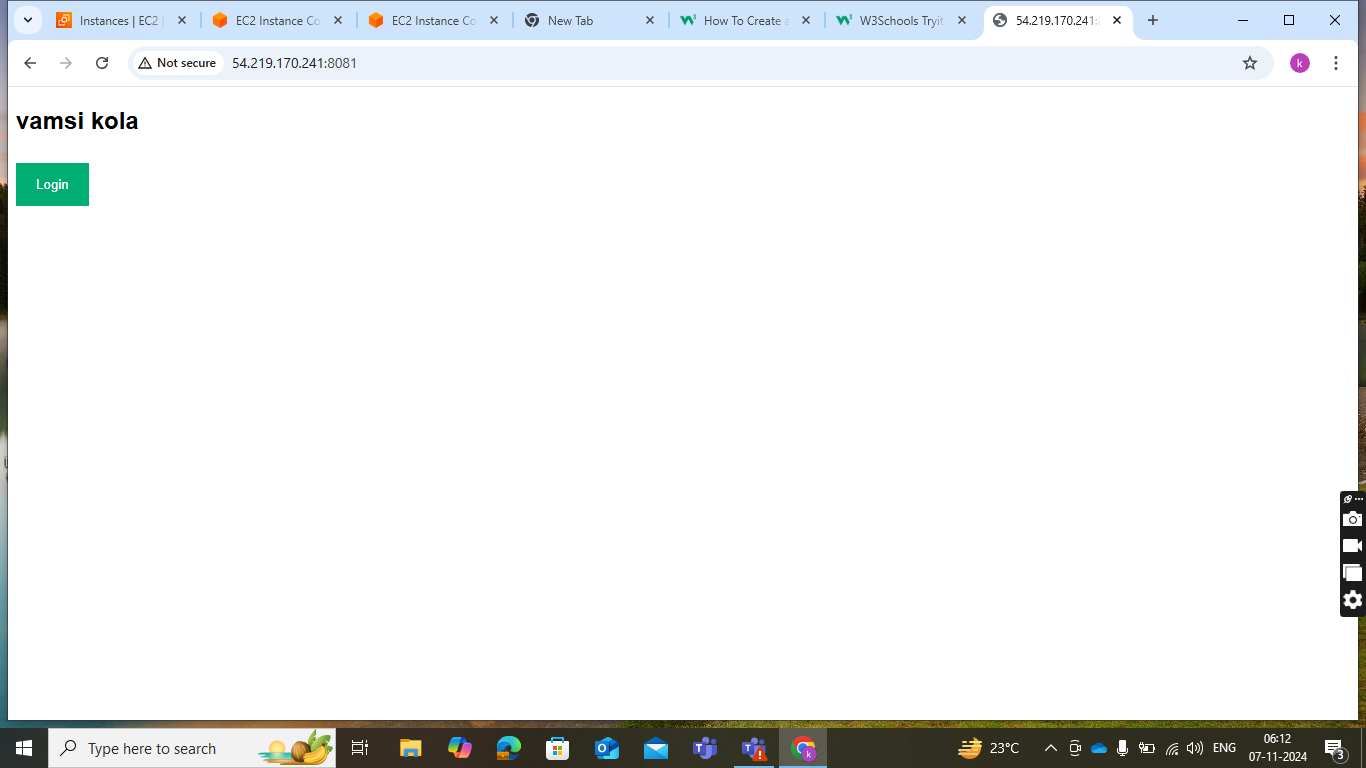 Instances | EC2
EC2 Instance Co
EC2 Instance Co
New Tab
How To Create a
W3Schools Tryit
54.219.170.241:
Not secure
54.219.170.241:8081
k
vamsi kola
Login
Type here to search
23°C
ENG
06:12
07-11-2024
3